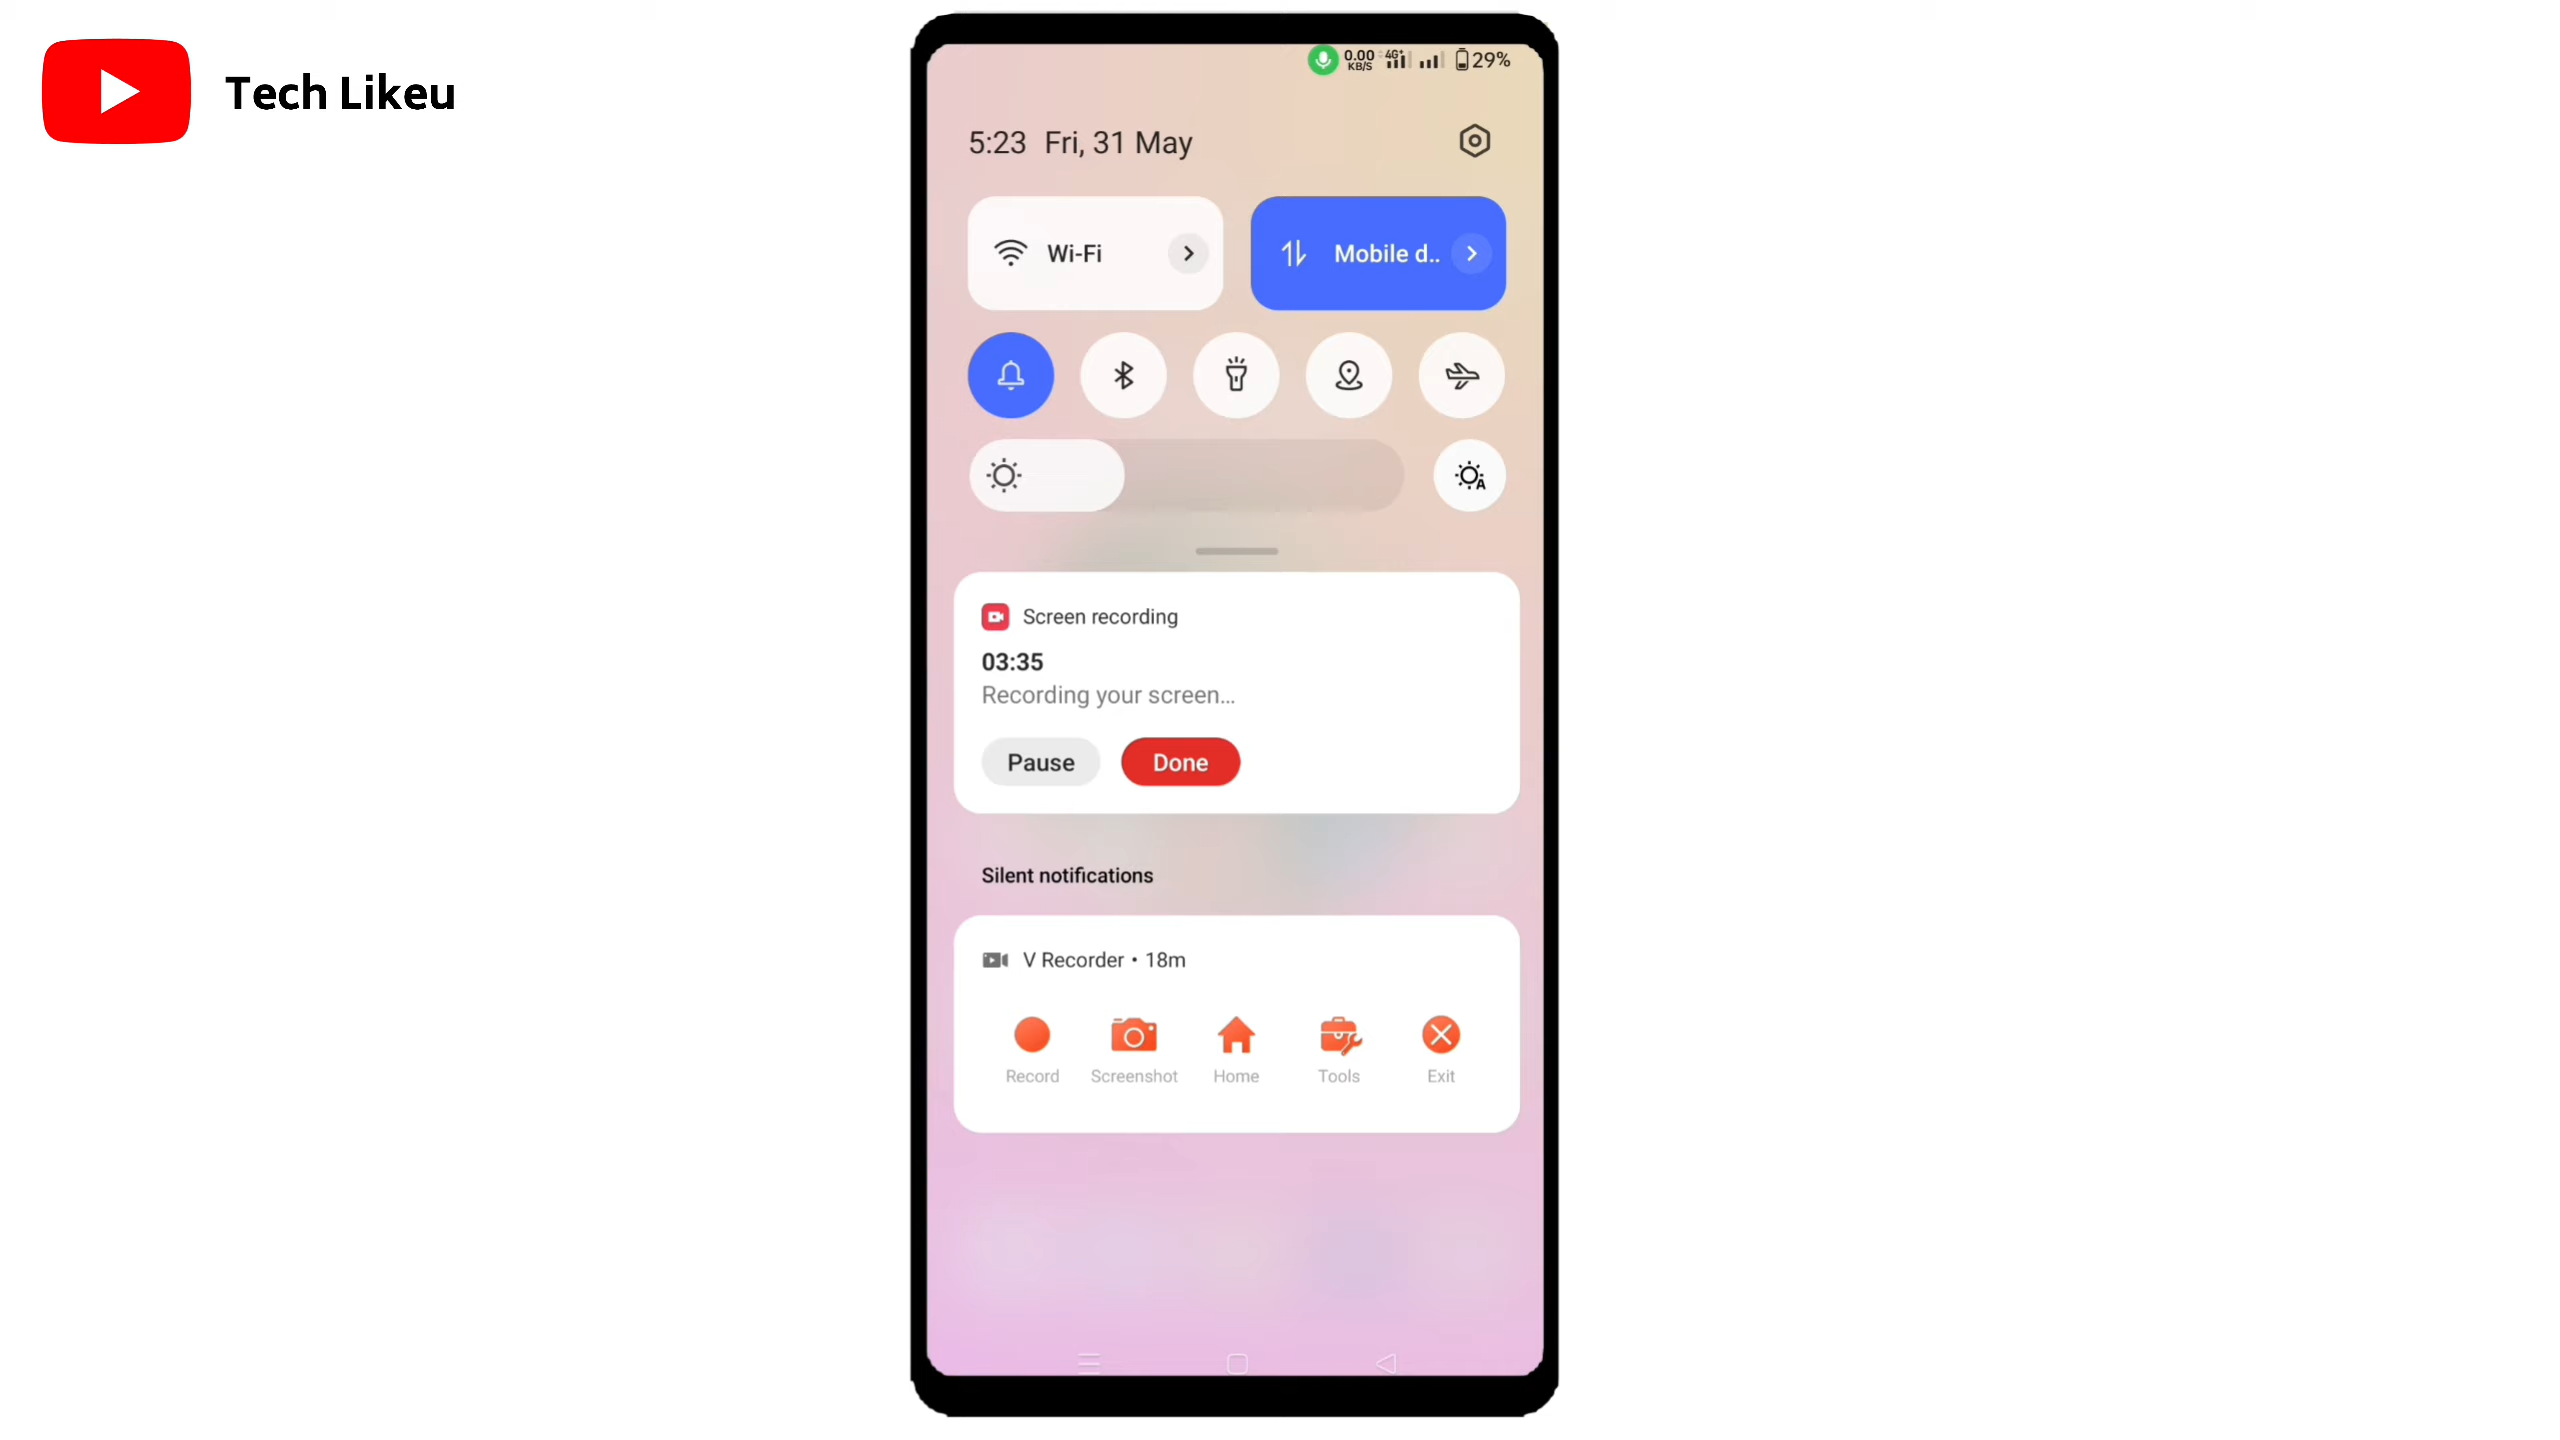 Tech Likeu
0.00 KB/S 4G+ 29%
5:23 Fri, 31 May
Wi-Fi
Mobile d..
A
Screen recording
03:35
Recording your screen...
Pause Done
Silent notifications
V Recorder • 18m
Record Screenshot Home Tools Exit